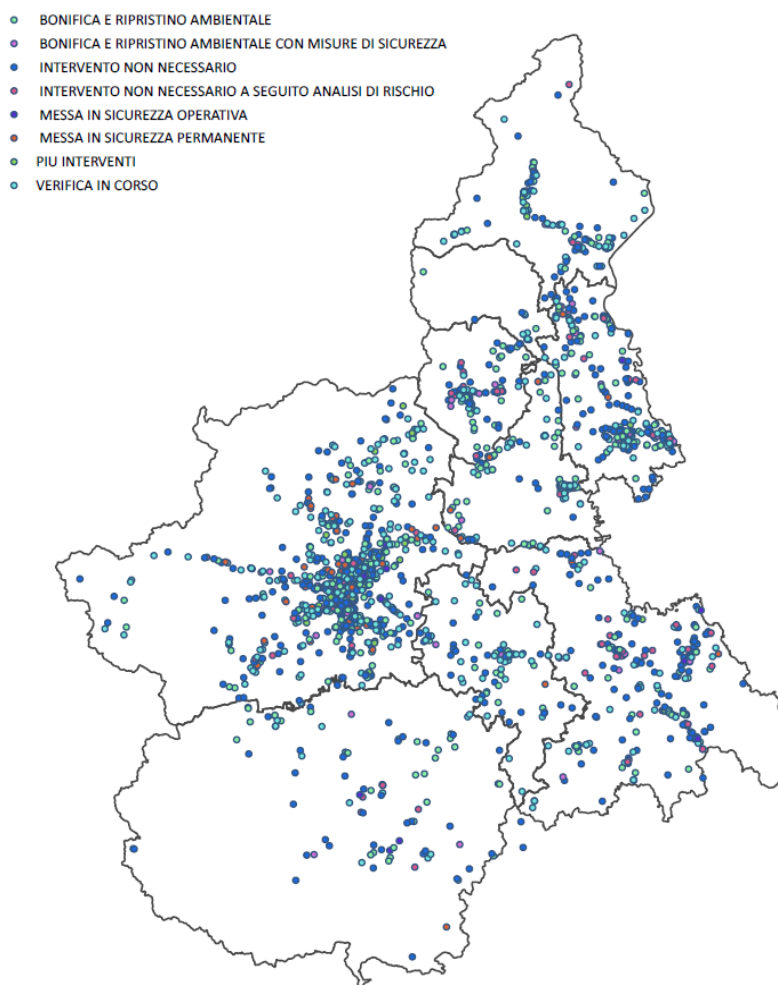 BONIFICA E RIPRISTINO AMBIENTALE
BONIFICA E RIPRISTINO AMBIENTALE CON MISURE DI SICUREZZA
INTERVENTO NON NECESSARIO
INTERVENTO NON NECESSARIO A SEGUITO ANALISI DI RISCHIO
MESSA IN SICUREZZA OPERATIVA
MESSA IN SICUREZZA PERMANENTE
PIU INTERVENTI
VERIFICA IN CORSO